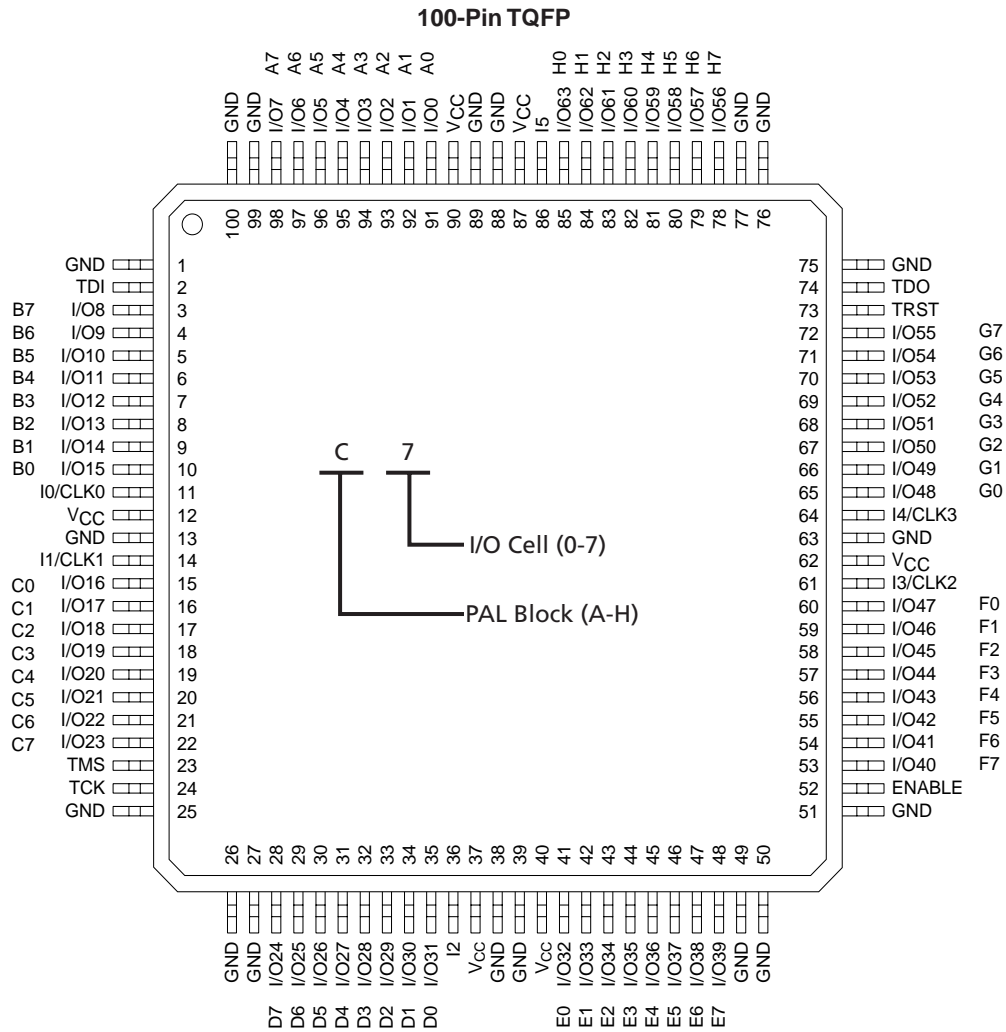 100-Pin TQFP
A7 A6 A5 A4 A3 A2 A1 A0 H0 H1 H2 H3 H4 H5 H6 H7
GND GND I/O7 I/O6 I/O5 I/O4 I/O3 I/O2 I/O1 I/O0 VCC GND GND VCC I5 I/O63 I/O62 I/O61 I/O60 I/O59 I/O58 I/O57 I/O56 GND GND
100 99 98 97 96 95 94 93 92 91 90 89 88 87 86 85 84 83 82 81 80 79 78 77 76
GND 1 75 GND
TDI 2 74 TDO
B7 I/O8 3 73 TRST
B6 I/O9 4 72 I/O55 G7
B5 I/O10 5 71 I/O54 G6
B4 I/O11 6 70 I/O53 G5
B3 I/O12 7 69 I/O52 G4
B2 I/O13 8 68 I/O51 G3
B1 I/O14 9 67 I/O50 G2
B0 I/O15 10 C 7 66 I/O49 G1
I0/CLK0 11 65 I/O48 G0
VCC 12 64 I4/CLK3
GND 13 I/O Cell (0-7) 63 GND
I1/CLK1 14 62 VCC
C0 I/O16 15 61 I3/CLK2
C1 I/O17 16 PAL Block (A-H) 60 I/O47 F0
C2 I/O18 17 59 I/O46 F1
C3 I/O19 18 58 I/O45 F2
C4 I/O20 19 57 I/O44 F3
C5 I/O21 20 56 I/O43 F4
C6 I/O22 21 55 I/O42 F5
C7 I/O23 22 54 I/O41 F6
TMS 23 53 I/O40 F7
TCK 24 52 ENABLE
GND 25 51 GND
26 27 28 29 30 31 32 33 34 35 36 37 38 39 40 41 42 43 44 45 46 47 48 49 50
GND GND I/O24 I/O25 I/O26 I/O27 I/O28 I/O29 I/O30 I/O31 I2 Vcc GND GND Vcc I/O32 I/O33 I/O34 I/O35 I/O36 I/O37 I/O38 I/O39 GND GND
D7 D6 D5 D4 D3 D2 D1 D0 E0 E1 E2 E3 E4 E5 E6 E7